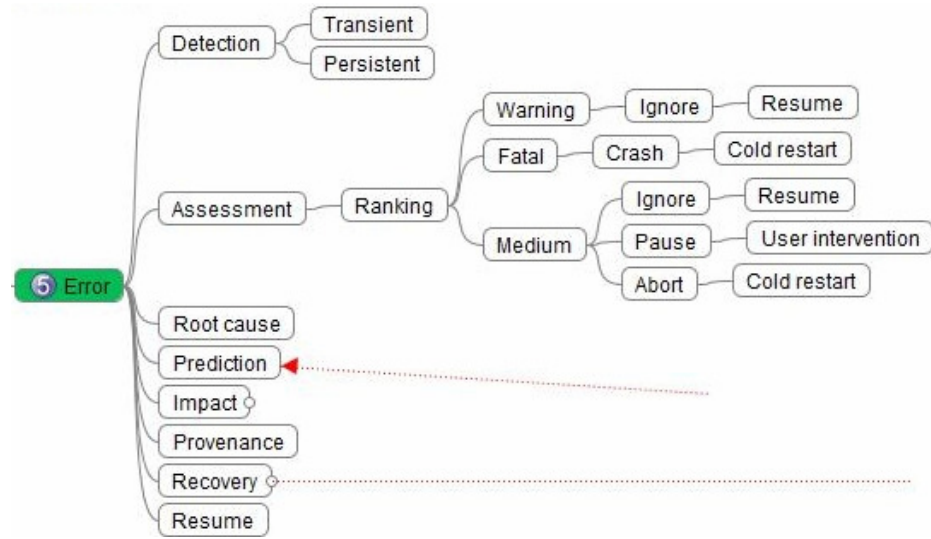 Transient
Detection
Persistent
Warning
Ignore
Resume
Fatal
Crash
Cold restart
Assessment
Ranking
Ignore
Resume
Medium
Pause
User intervention
Abort
Cold restart
5 Error
Root cause
Prediction
Impact
Provenance
Recovery
Resume